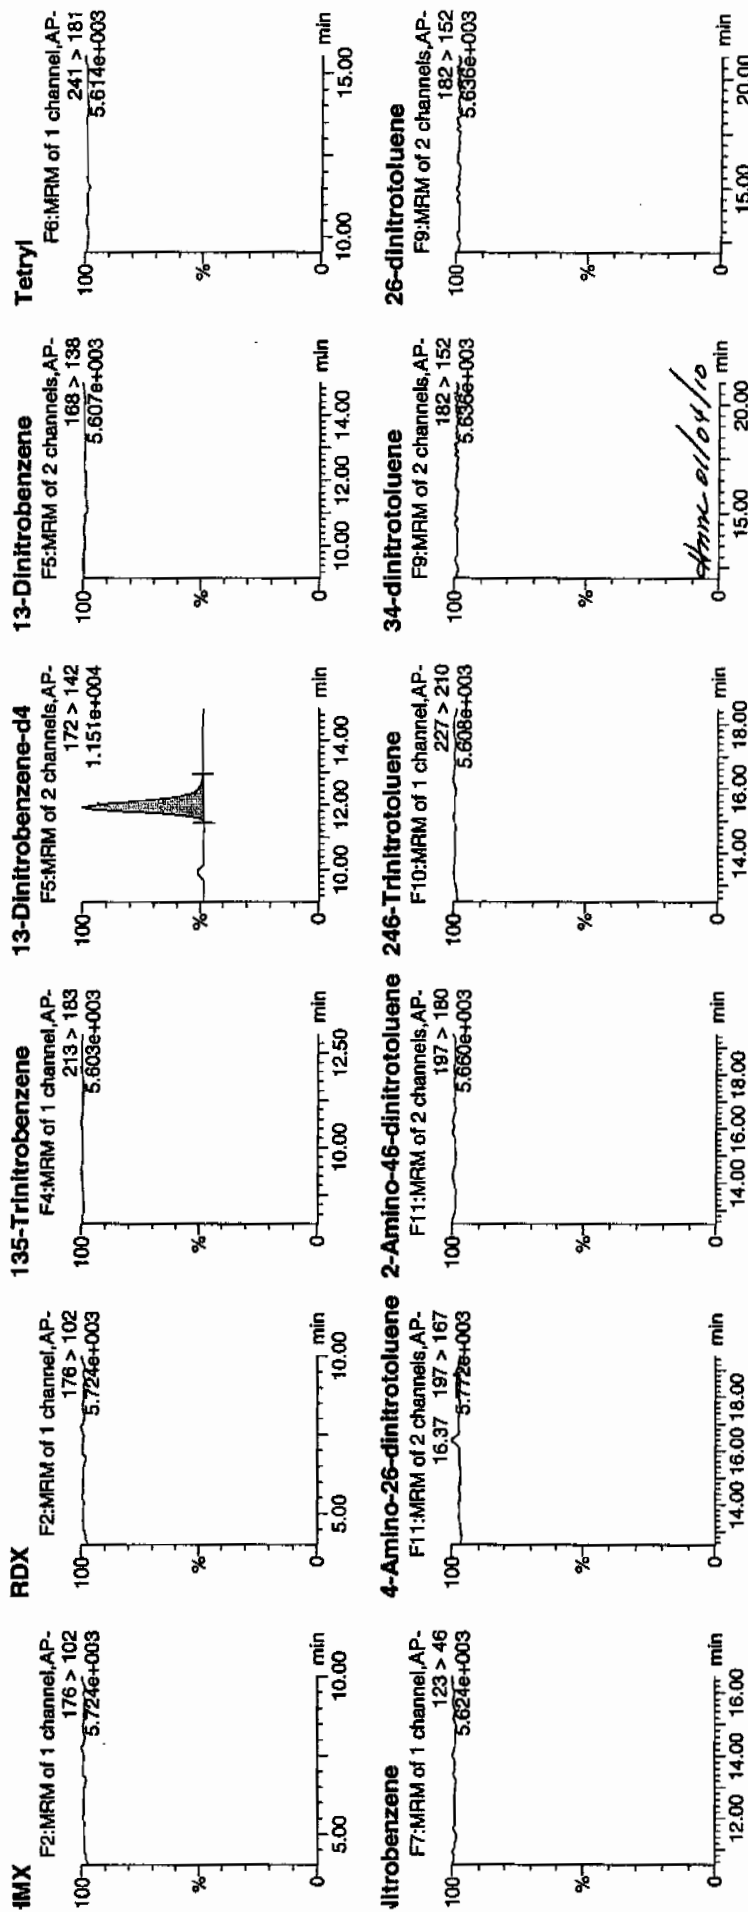 HMX
F2:MRM of 1 channel,AP-
176 > 102
5.724e+003
100
%
0
5.00
10.00
min
RDX
F2:MRM of 1 channel,AP-
176 > 102
5.724e+003
100
%
0
5.00
10.00
min
135-Trinitrobenzene
F4:MRM of 1 channel,AP-
213 > 183
5.603e+003
100
%
0
10.00
12.50
min
13-Dinitrobenzene-d4
F5:MRM of 2 channels,AP-
172 > 142
1.151e+004
100
%
0
10.00
12.00
14.00
min
13-Dinitrobenzene
F5:MRM of 2 channels,AP-
168 > 138
5.607e+003
100
%
0
10.00
12.00
14.00
min
Tetryl
F6:MRM of 1 channel,AP-
241 > 181
5.614e+003
100
%
0
10.00
15.00
min
Nitrobenzene
F7:MRM of 1 channel,AP-
123 > 46
5.624e+003
100
%
0
12.00
14.00
16.00
min
4-Amino-26-dinitrotoluene
F11:MRM of 2 channels,AP-
16.37
197 > 167
5.772e+003
100
%
0
14.00
16.00
18.00
min
2-Amino-46-dinitrotoluene
F11:MRM of 2 channels,AP-
197 > 180
5.660e+003
100
%
0
14.00
16.00
18.00
min
246-Trinitrotoluene
F10:MRM of 1 channel,AP-
227 > 210
5.608e+003
100
%
0
14.00
16.00
18.00
min
34-dinitrotoluene
F9:MRM of 2 channels,AP-
182 > 152
5.636e+003
100
%
0
15.00
20.00
min
01/04/10
26-dinitrotoluene
F9:MRM of 2 channels,AP-
182 > 152
5.636e+003
100
%
0
15.00
20.00
min